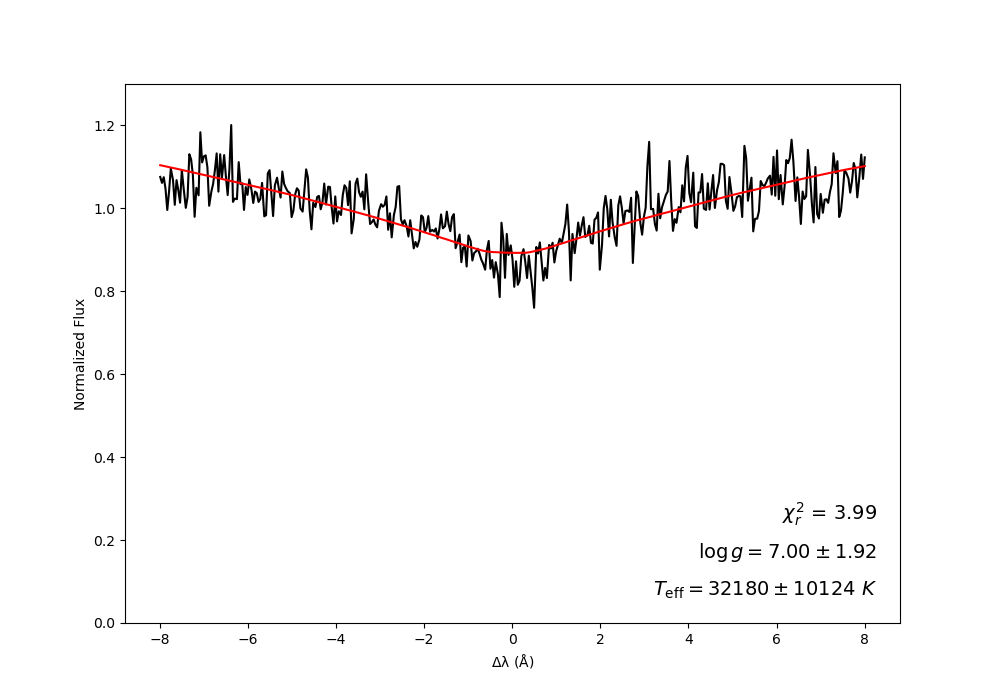 1.2
1.0
0.8
0.6
0.4
0.2
0.0
Normalized Flux
χ²ᵣ = 3.99
log g = 7.00 ± 1.92
T_eff = 32180 ± 10124 K
−8 −6 −4 −2 0 2 4 6 8
Δλ (Å)